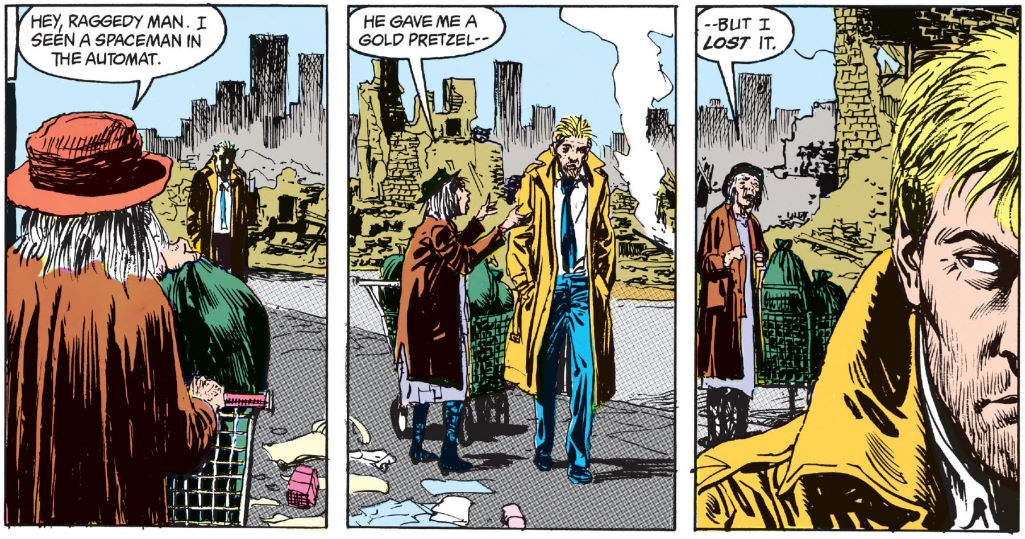 HEY, RAGGEDY MAN. I
SEEN A SPACEMAN IN
THE AUTOMAT.
HE GAVE ME A
GOLD PRETZEL--
--BUT I
LOST IT.